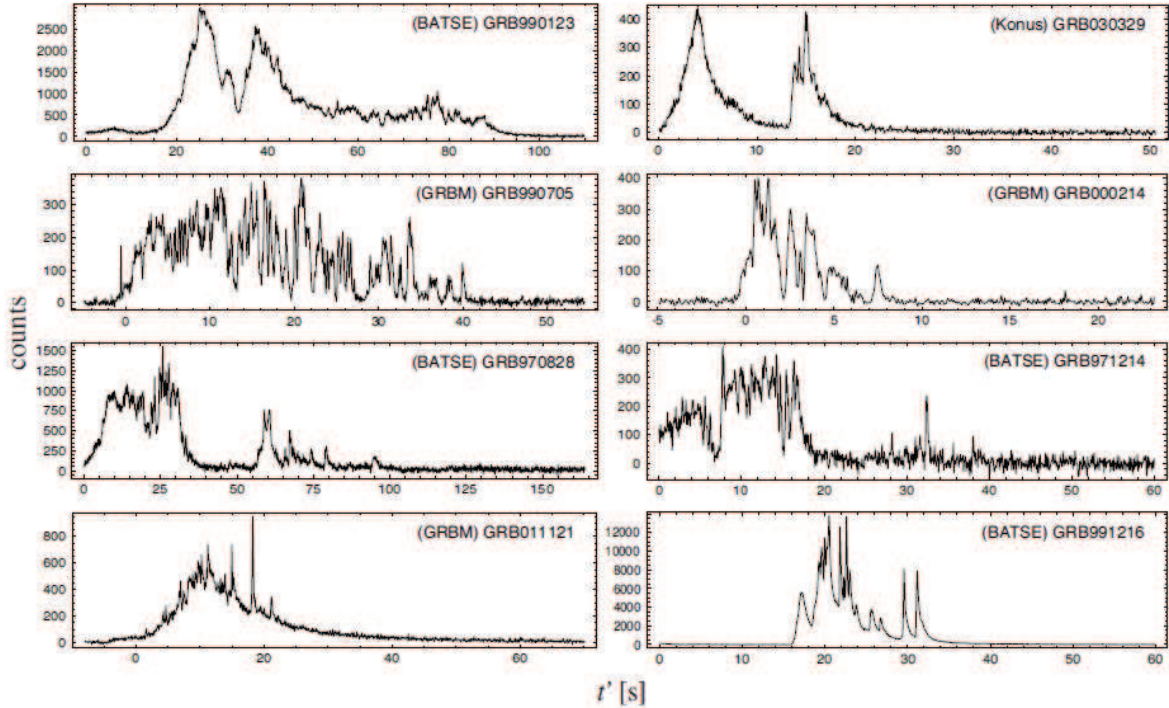 (BATSE) GRB990123
2500
2000
1500
1000
500
0
0 20 40 60 80 100
(Konus) GRB030329
400
300
200
100
0
0 10 20 30 40 50
(GRBM) GRB990705
300
200
100
0
0 10 20 30 40 50
(GRBM) GRB000214
400
300
200
100
0
-5 0 5 10 15 20
(BATSE) GRB970828
1500
1250
1000
750
500
250
0
0 25 50 75 100 125 150
(BATSE) GRB971214
400
300
200
100
0
0 10 20 30 40 50 60
(GRBM) GRB011121
800
600
400
200
0
0 20 40 60
(BATSE) GRB991216
12000
10000
8000
6000
4000
2000
0
0 10 20 30 40 50 60
counts
t' [s]